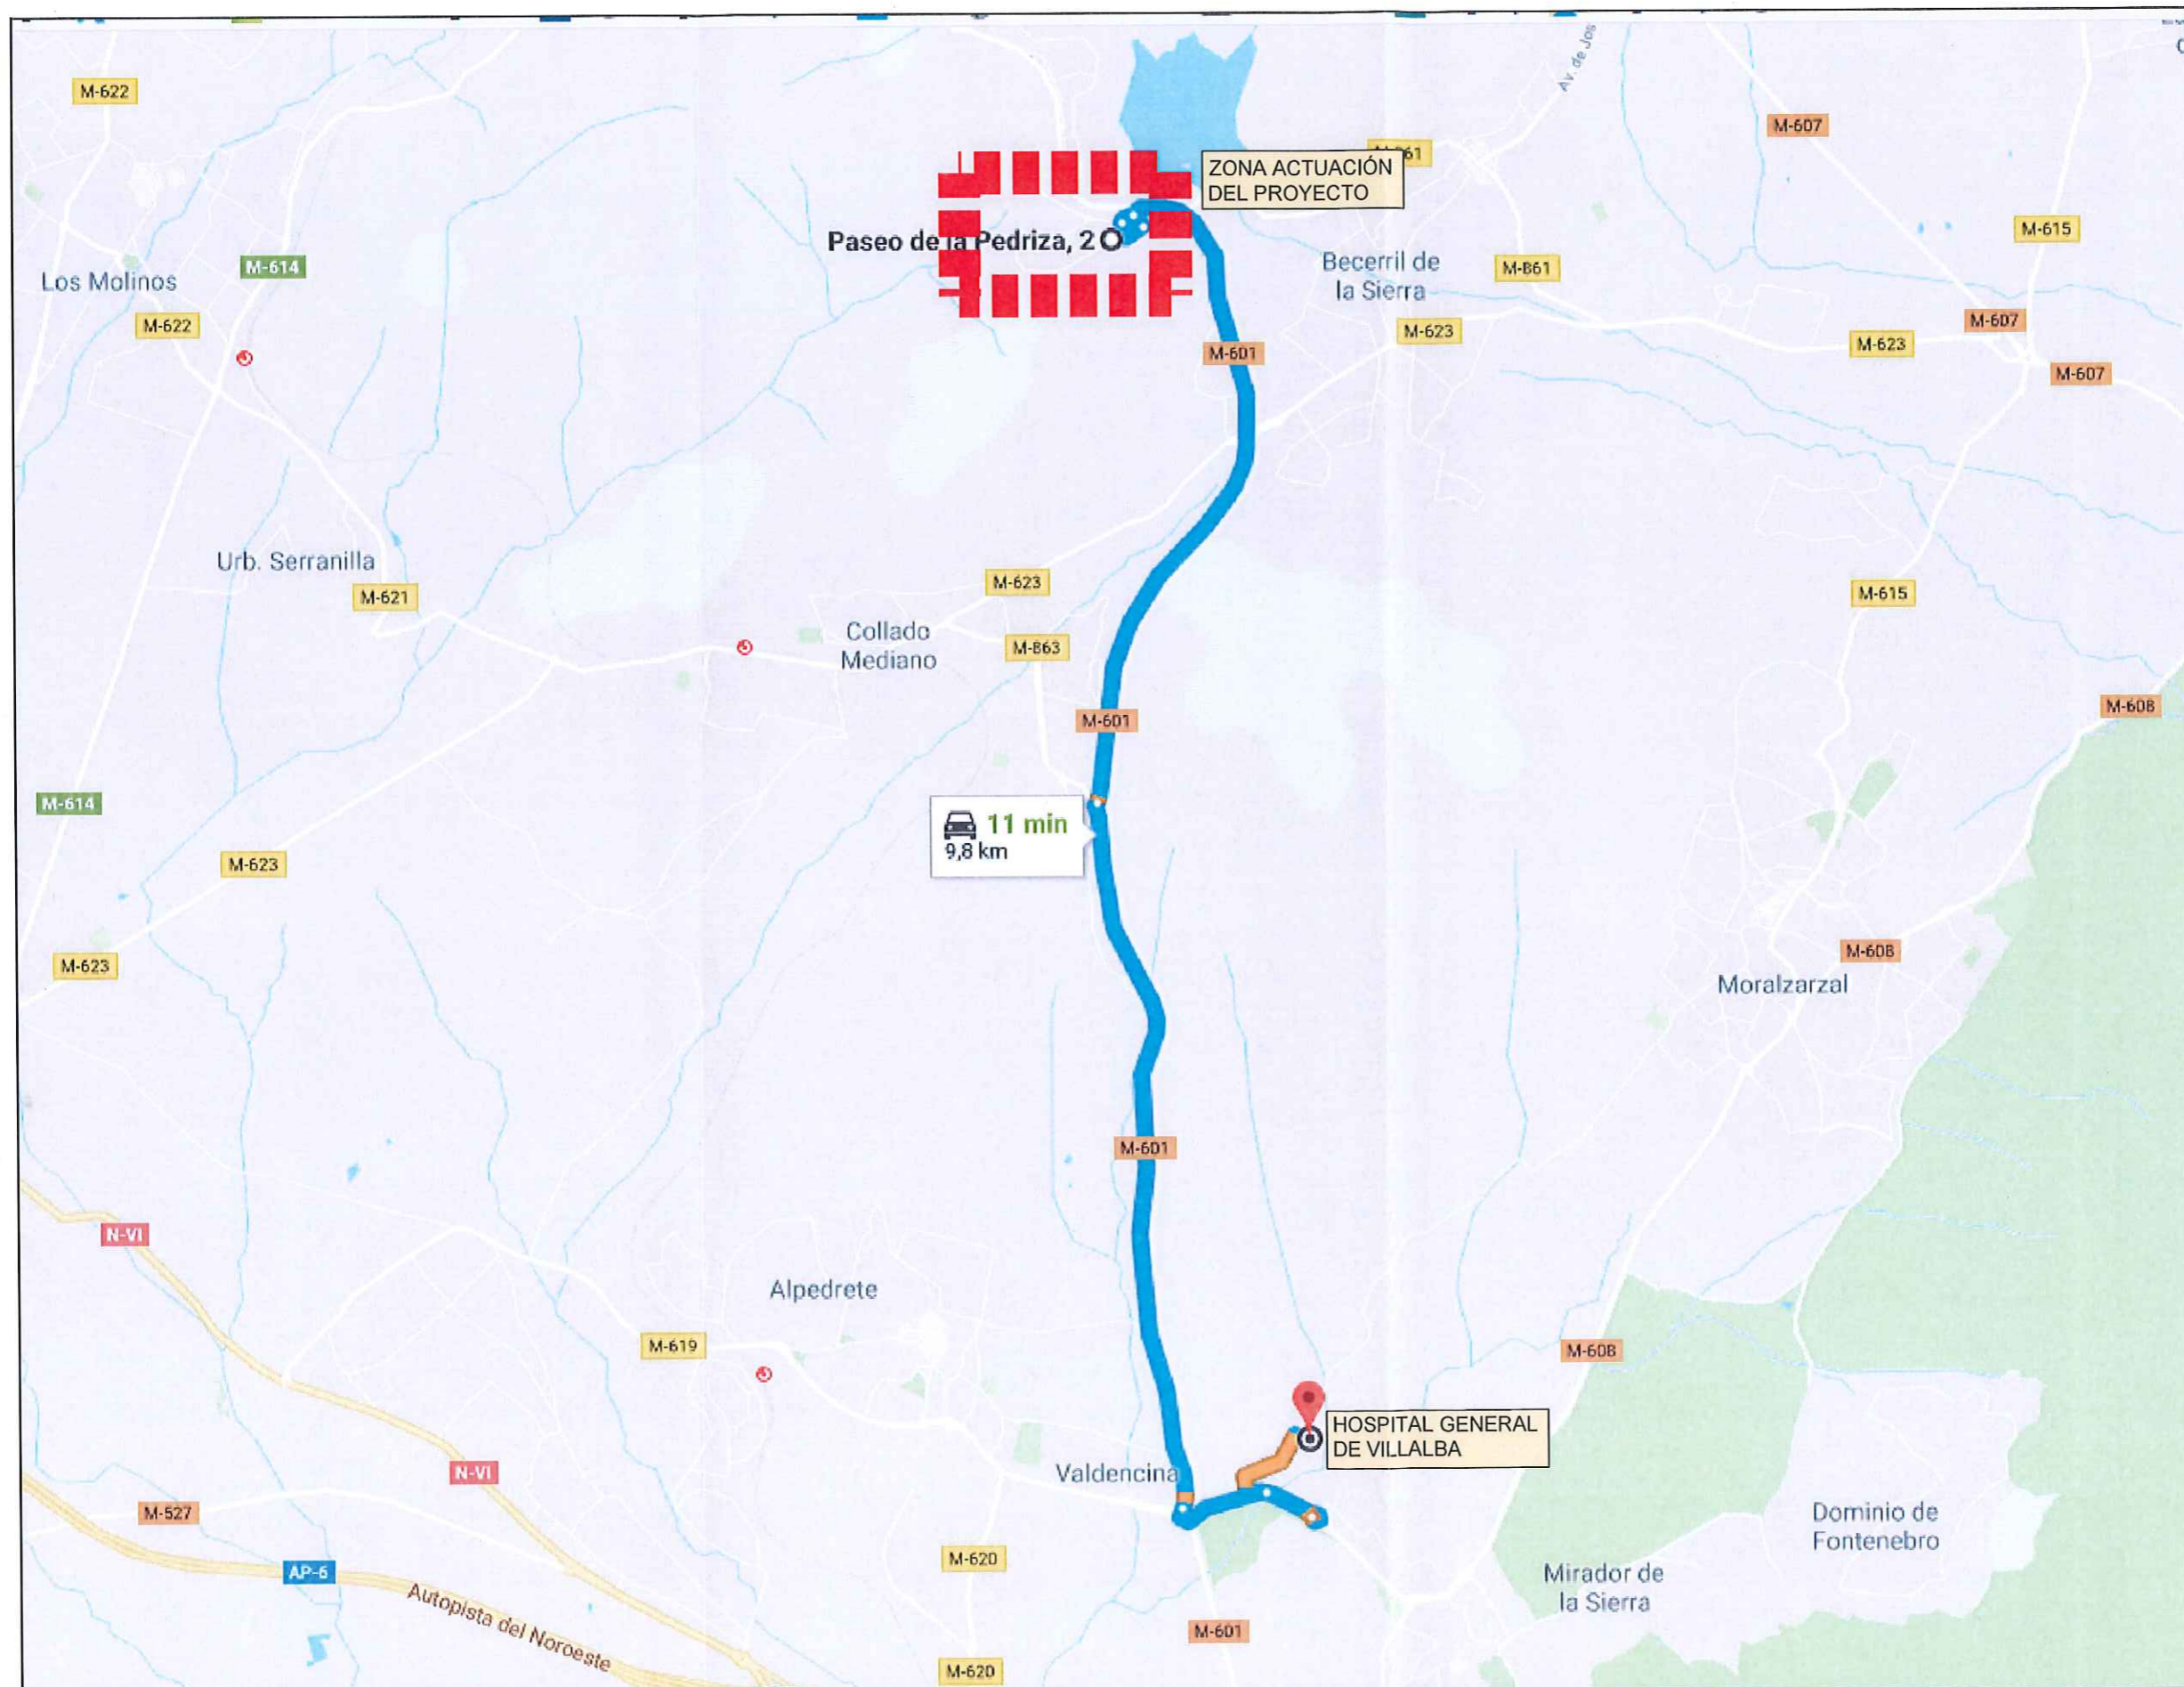 M-622
Av. de Jos
M-607
ZONA ACTUACIÓN
DEL PROYECTO
M-615
Paseo de la Pedriza, 2
Los Molinos
M-614
Becerril de
la Sierra
M-861
M-622
M-607
M-623
M-623
M-601
M-607
Urb. Serranilla
M-621
M-623
M-615
Collado
Mediano
M-863
M-608
M-601
M-614
11 min
9,8 km
M-623
M-623
M-608
Moralzarzal
M-601
N-VI
Alpedrete
M-619
M-608
HOSPITAL GENERAL
DE VILLALBA
Valdencina
N-VI
M-527
Dominio de
Fontenebro
M-620
AP-6
Mirador de
la Sierra
Autopista del Noroeste
M-601
M-620